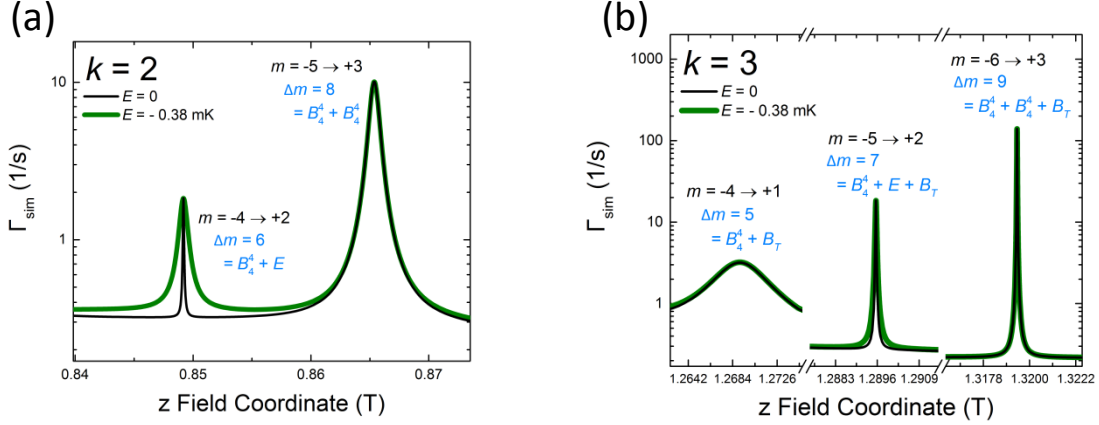 (a)
k = 2
E = 0
E = - 0.38 mK
m = -5 → +3
Δm = 8
= B₄⁴ + B₄⁴
m = -4 → +2
Δm = 6
= B₄⁴ + E
10
1
Γsim (1/s)
0.84 0.85 0.86 0.87
z Field Coordinate (T)
(b)
k = 3
E = 0
E = - 0.38 mK
m = -6 → +3
Δm = 9
= B₄⁴ + B₄⁴ + B_T
m = -5 → +2
Δm = 7
= B₄⁴ + E + B_T
m = -4 → +1
Δm = 5
= B₄⁴ + B_T
1000
100
10
1
Γsim (1/s)
1.2642 1.2684 1.2726 1.2883 1.2896 1.2909 1.3178 1.3200 1.3222
z Field Coordinate (T)